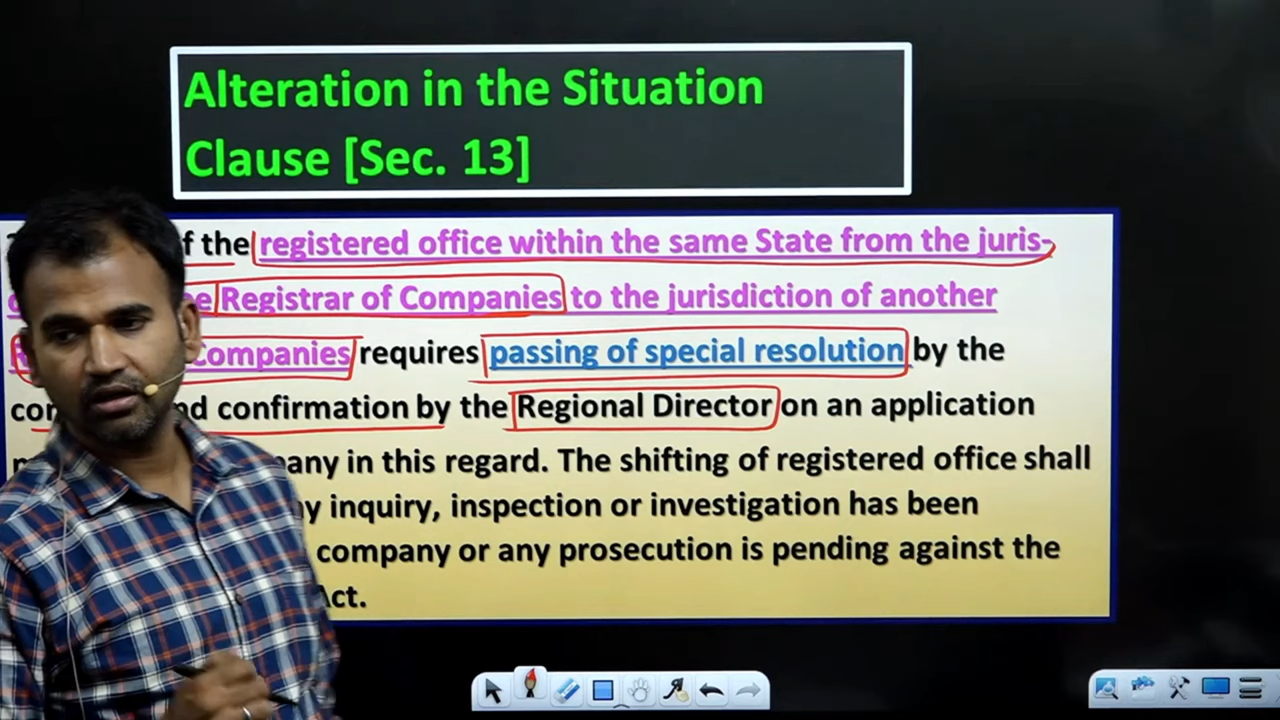 Alteration in the Situation
Clause [Sec. 13]
f the registered office within the same State from the juris-
e Registrar of Companies to the jurisdiction of another
Companies requires passing of special resolution by the
nd confirmation by the Regional Director on an application
any in this regard. The shifting of registered office shall
y inquiry, inspection or investigation has been
company or any prosecution is pending against the
Act.